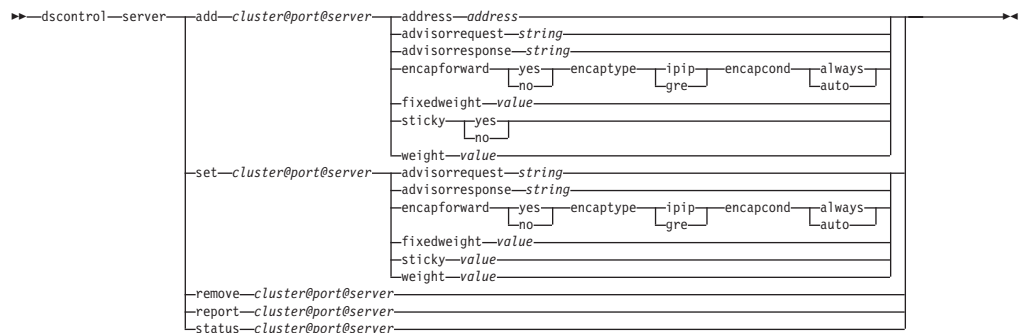 dscontrol server add cluster@port@server address address
advisorrequest string
advisorresponse string
encapforward yes encaptype ipip encapcond always
no gre auto
fixedweight value
sticky yes
no
weight value
set cluster@port@server advisorrequest string
advisorresponse string
encapforward yes encaptype ipip encapcond always
no gre auto
fixedweight value
sticky value
weight value
remove cluster@port@server
report cluster@port@server
status cluster@port@server